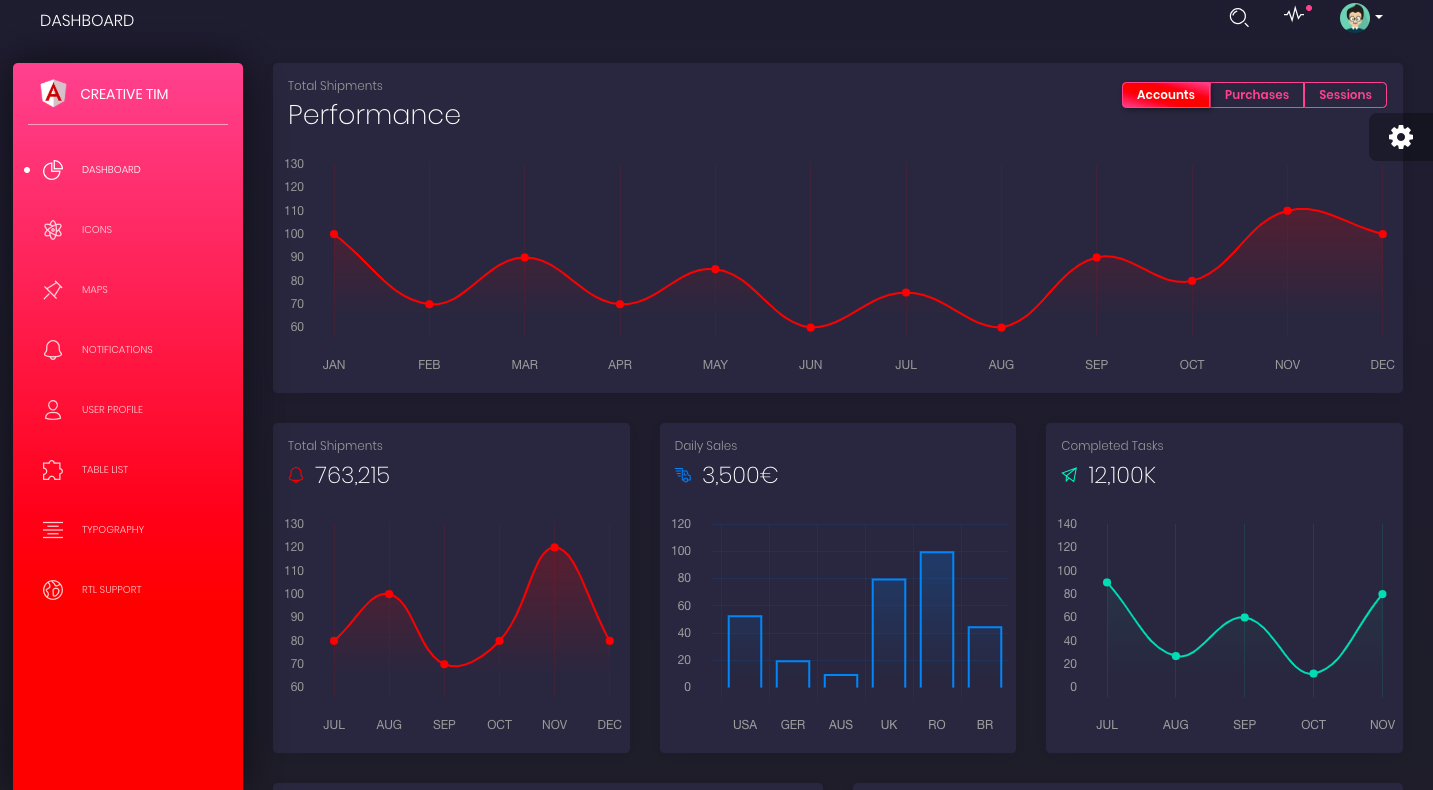 DASHBOARD
CREATIVE TIM
DASHBOARD
ICONS
MAPS
NOTIFICATIONS
USER PROFILE
TABLE LIST
TYPOGRAPHY
RTL SUPPORT
Total Shipments
Performance
Accounts Purchases Sessions
130
120
110
100
90
80
70
60
JAN FEB MAR APR MAY JUN JUL AUG SEP OCT NOV DEC
Total Shipments
763,215
130
120
110
100
90
80
70
60
JUL AUG SEP OCT NOV DEC
Daily Sales
3,500€
120
100
80
60
40
20
0
USA GER AUS UK RO BR
Completed Tasks
12,100K
140
120
100
80
60
40
20
0
JUL AUG SEP OCT NOV